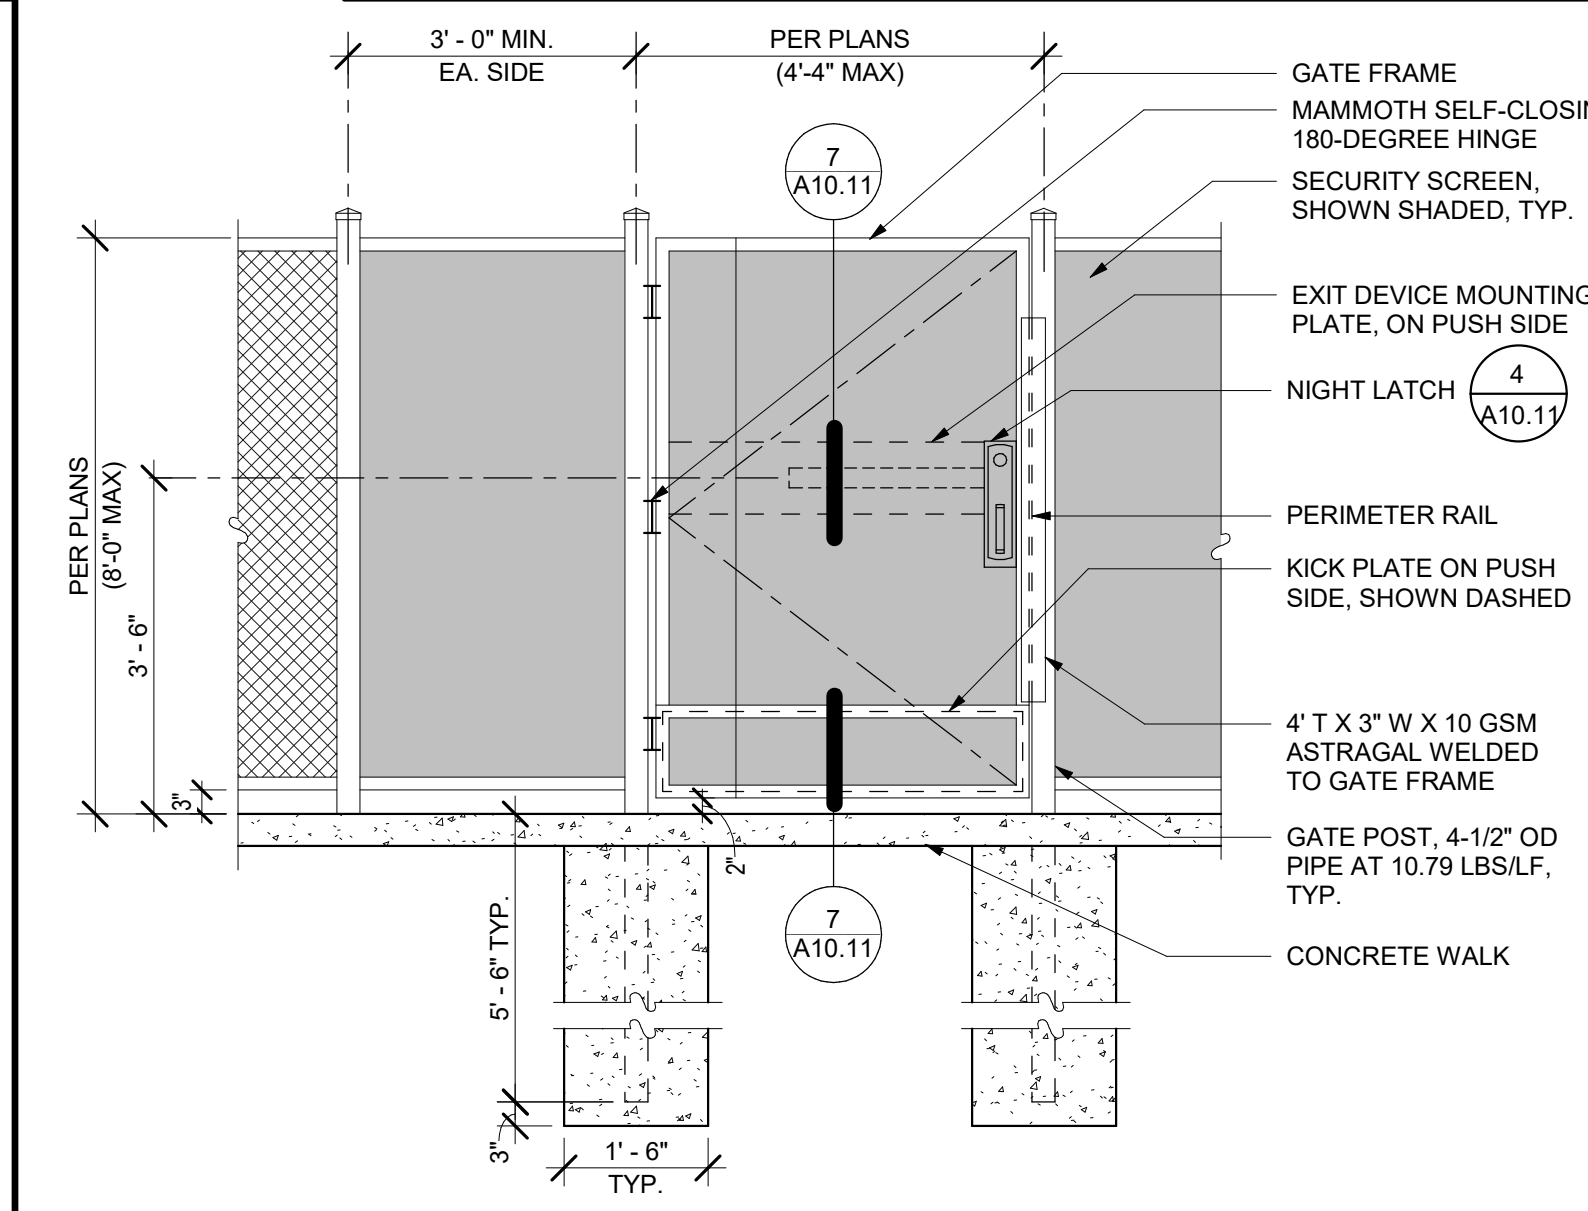 3' - 0" MIN.
EA. SIDE
PER PLANS
(4'-4" MAX)
GATE FRAME
MAMMOTH
180-DEGREE HINGE
7
A10.11
SECURITY SCREEN,
SHOWN SHADED, TYP.
EXIT DEVICE MOUNTING
PLATE, ON PUSH SIDE
NIGHT LATCH
4
A10.11
PER PLANS
(8'-0" MAX)
3' - 6"
3"
PERIMETER RAIL
KICK PLATE ON PUSH
SIDE, SHOWN DASHED
4' T X 3" W X 10 GSM
ASTRAGAL WELDED
TO GATE FRAME
GATE POST, 4-1/2" OD
PIPE AT 10.79 LBS/LF,
TYP.
2"
7
A10.11
CONCRETE WALK
5' - 6" TYP.
3"
1' - 6"
TYP.